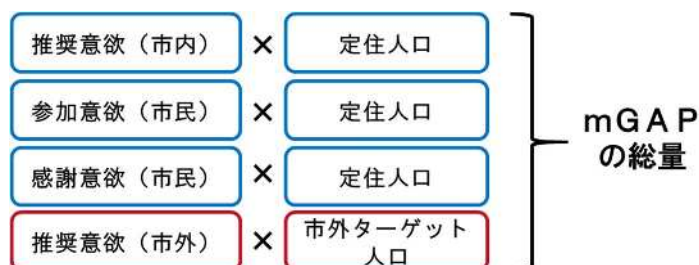 推奨意欲（市内） × 定住人口
参加意欲（市民） × 定住人口
感謝意欲（市民） × 定住人口
推奨意欲（市外） × 市外ターゲット
人口
mGAP
の総量